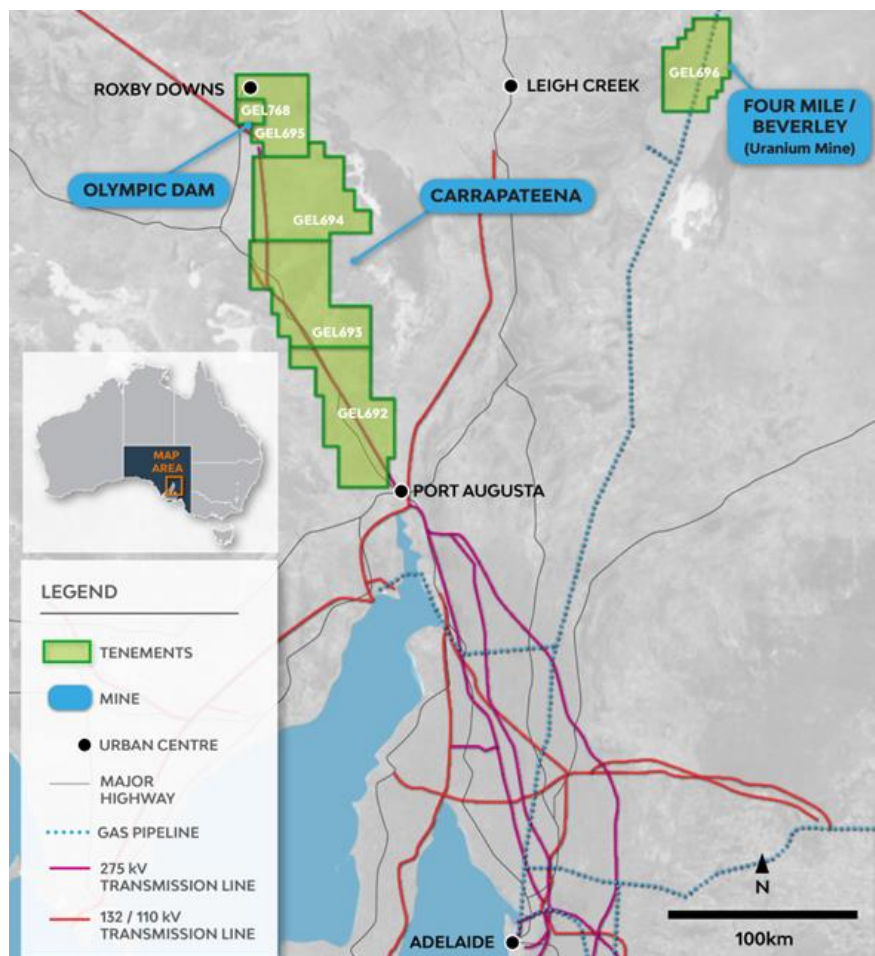 ROXBY DOWNS
GEL768
GEL695
OLYMPIC DAM
LEIGH CREEK
GEL696
FOUR MILE /
BEVERLEY
(Uranium Mine)
CARRAPATEENA
GEL694
GEL693
GEL692
PORT AUGUSTA
MAP
AREA
LEGEND
TENEMENTS
MINE
URBAN CENTRE
MAJOR
HIGHWAY
GAS PIPELINE
275 kV
TRANSMISSION LINE
132 / 110 kV
TRANSMISSION LINE
ADELAIDE
N
100km